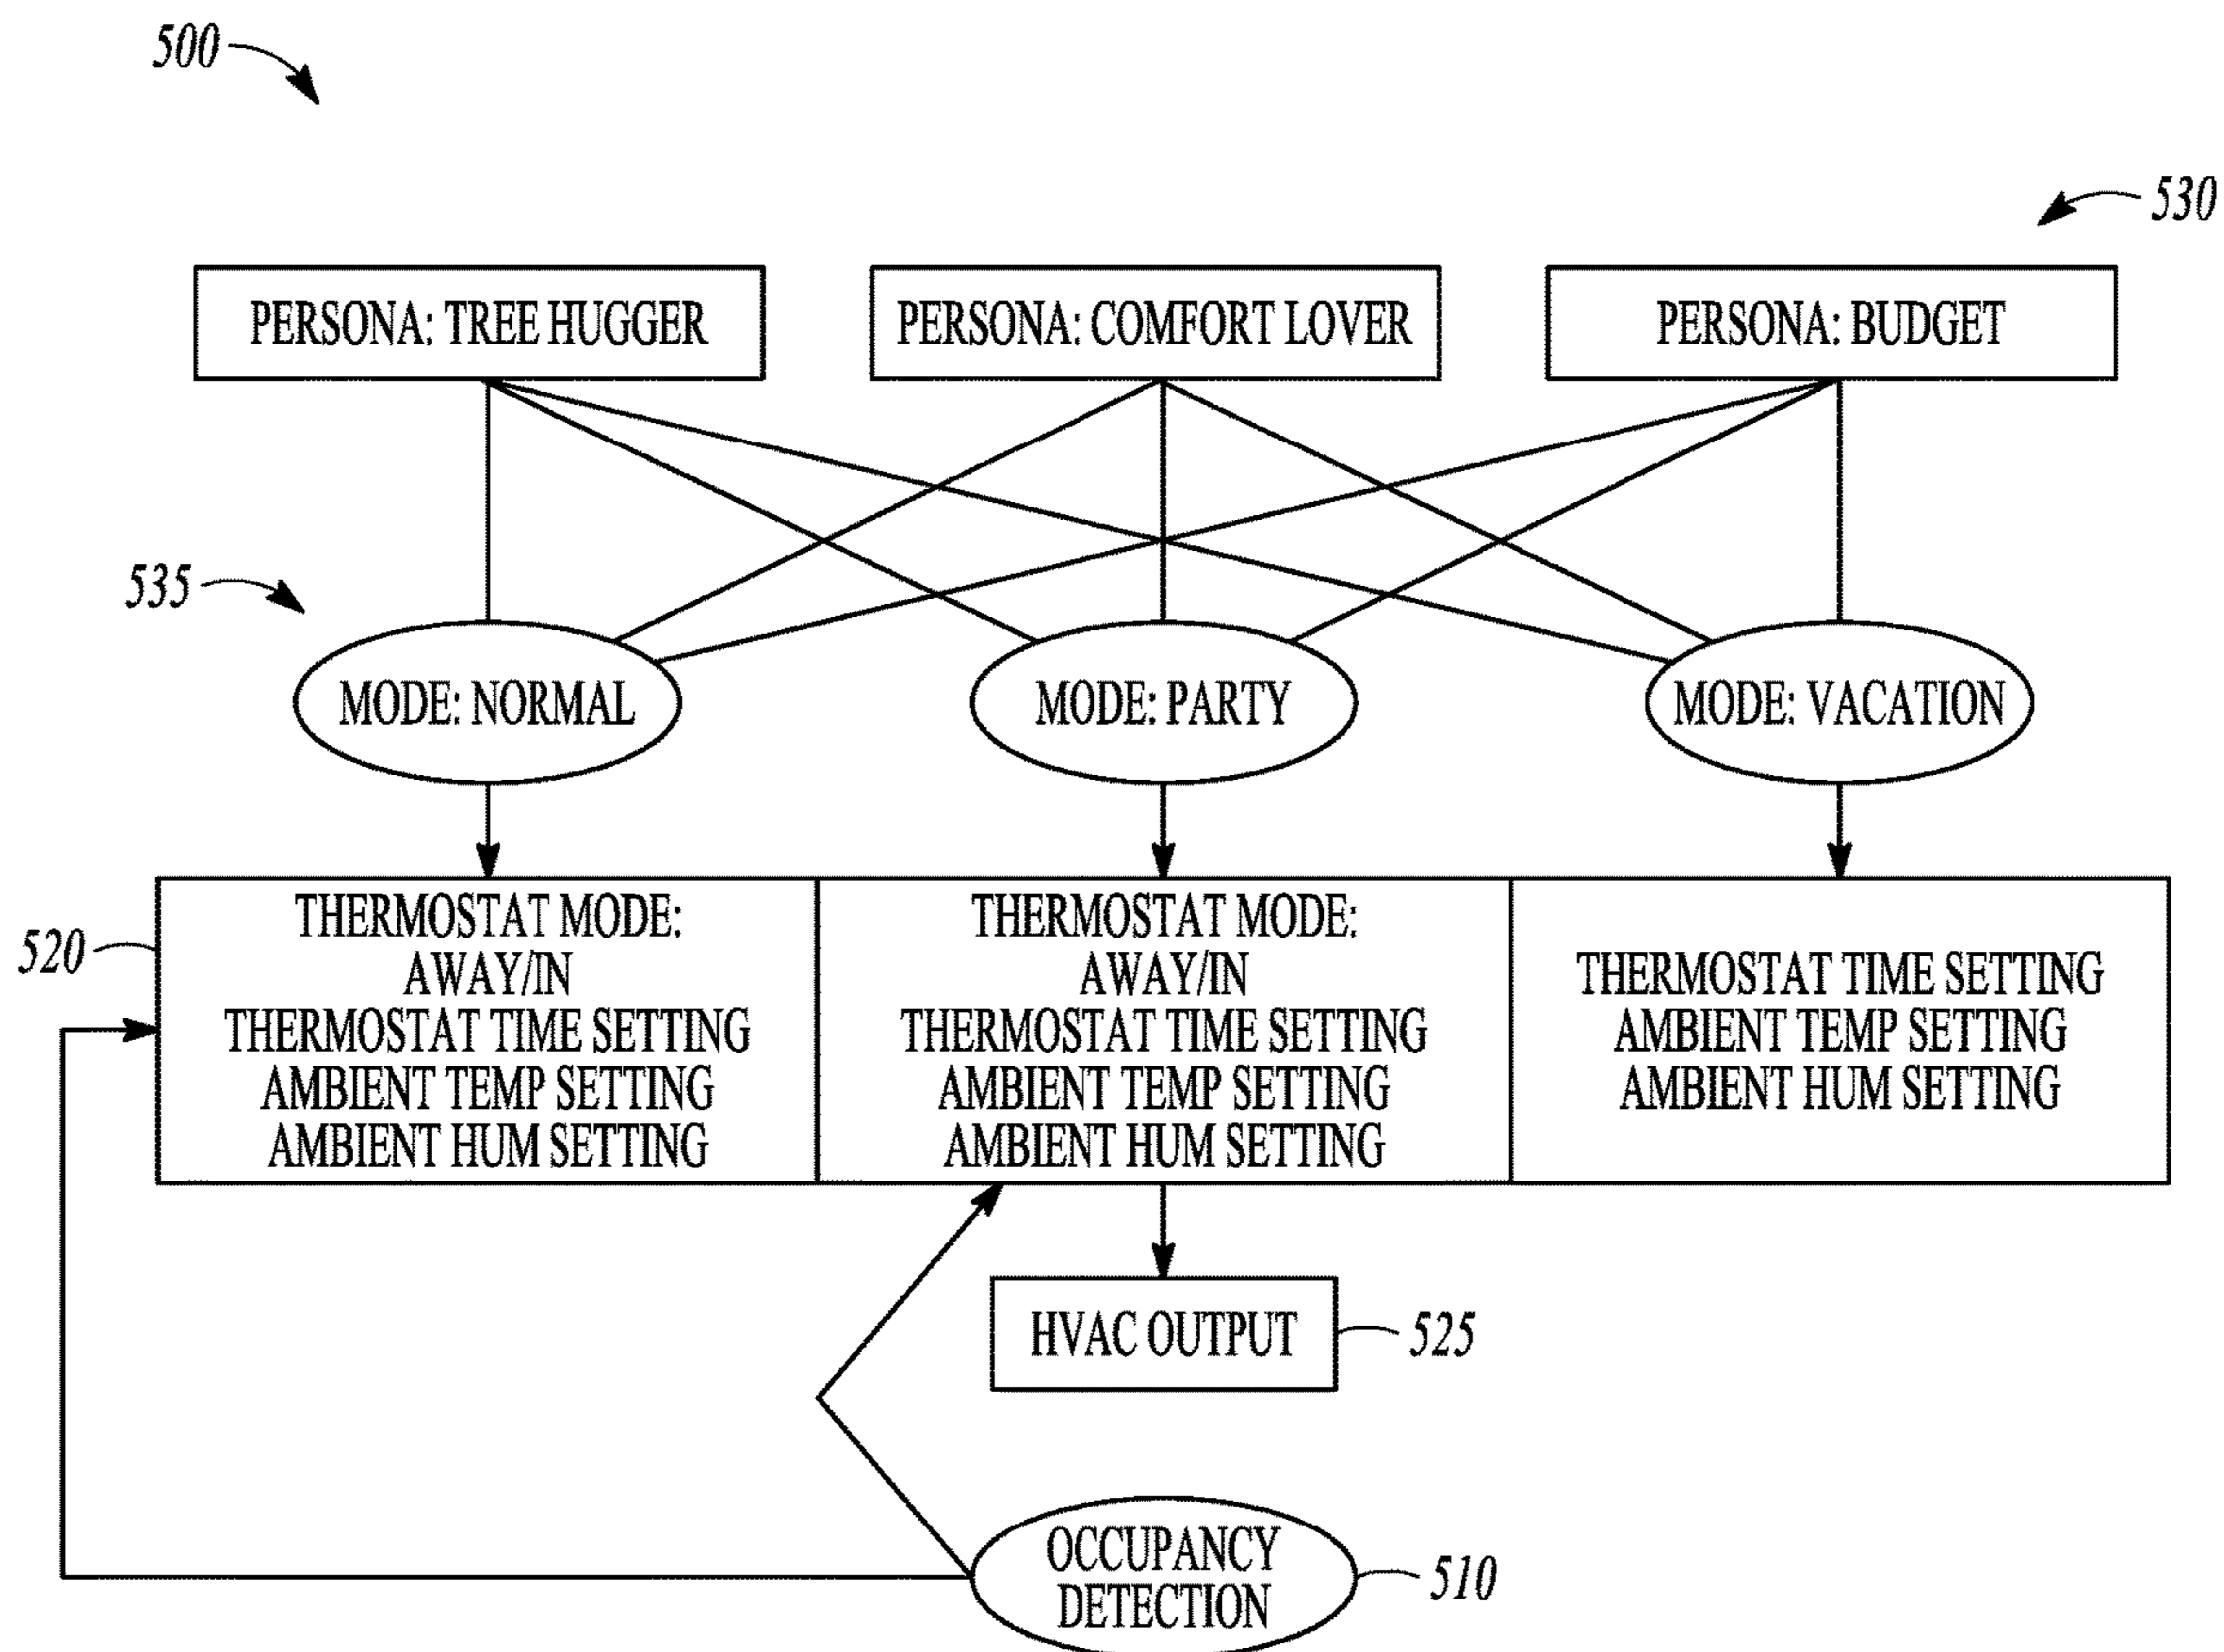 500
530
PERSONA: TREE HUGGER
PERSONA: COMFORT LOVER
PERSONA: BUDGET
535
MODE: NORMAL
MODE: PARTY
MODE: VACATION
520
THERMOSTAT MODE:
AWAY/IN
THERMOSTAT TIME SETTING
AMBIENT TEMP SETTING
AMBIENT HUM SETTING
THERMOSTAT MODE:
AWAY/IN
THERMOSTAT TIME SETTING
AMBIENT TEMP SETTING
AMBIENT HUM SETTING
THERMOSTAT TIME SETTING
AMBIENT TEMP SETTING
AMBIENT HUM SETTING
HVAC OUTPUT
525
OCCUPANCY
DETECTION
510